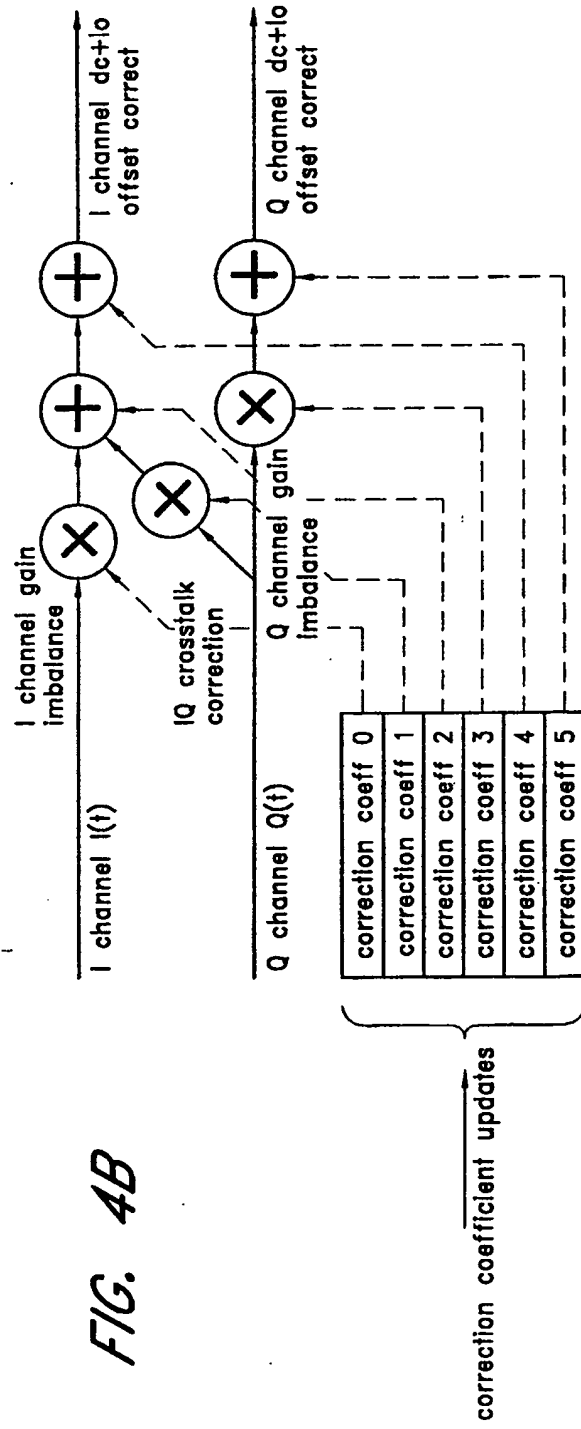 FIG. 4B
I channel I(t)
I channel gain
imbalance
I channel dc+lo
offset correct
IQ crosstalk
correction
Q channel Q(t)
Q channel gain
imbalance
Q channel dc+lo
offset correct
correction coeff 0
correction coeff 1
correction coeff 2
correction coeff 3
correction coeff 4
correction coeff 5
correction coefficient updates